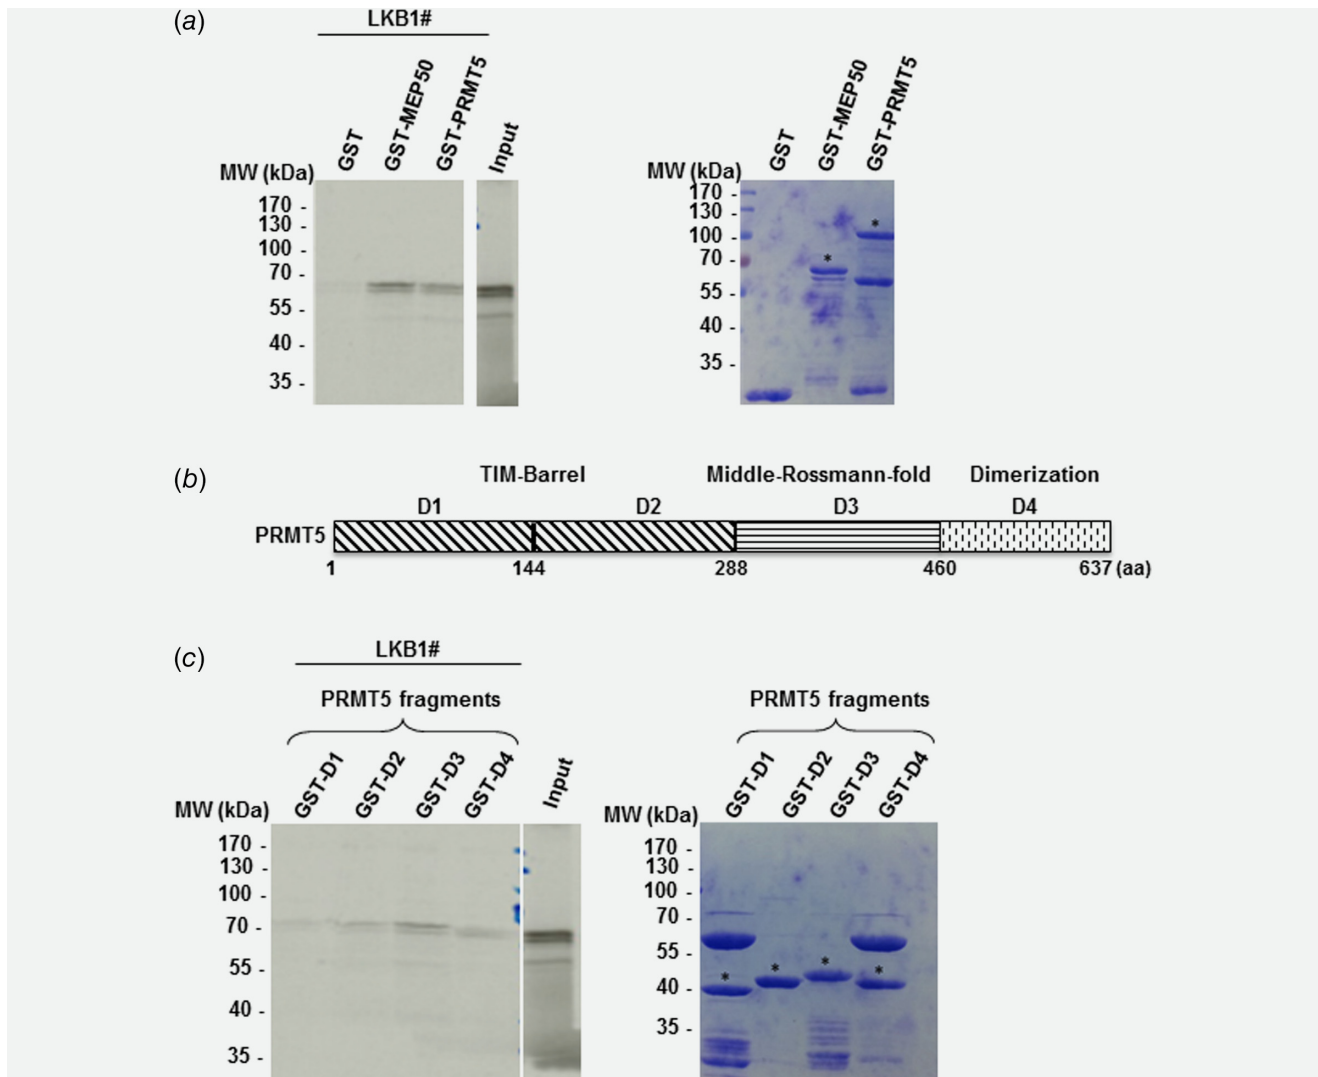 (a)
LKB1#
GST
GST-MEP50
GST-PRMT5
Input
MW (kDa)
170 -
130 -
100 -
70 -
55 -
40 -
35 -
GST
GST-MEP50
GST-PRMT5
MW (kDa)
170 -
130 -
100 -
70 -
55 -
40 -
35 -
*
*
(b)
TIM-Barrel
Middle-Rossmann-fold
Dimerization
D1
D2
D3
D4
PRMT5
1
144
288
460
637 (aa)
(c)
LKB1#
PRMT5 fragments
GST-D1
GST-D2
GST-D3
GST-D4
Input
MW (kDa)
170 -
130 -
100 -
70 -
55 -
40 -
35 -
PRMT5 fragments
GST-D1
GST-D2
GST-D3
GST-D4
MW (kDa)
170 -
130 -
100 -
70 -
55 -
40 -
35 -
*
*
*
*